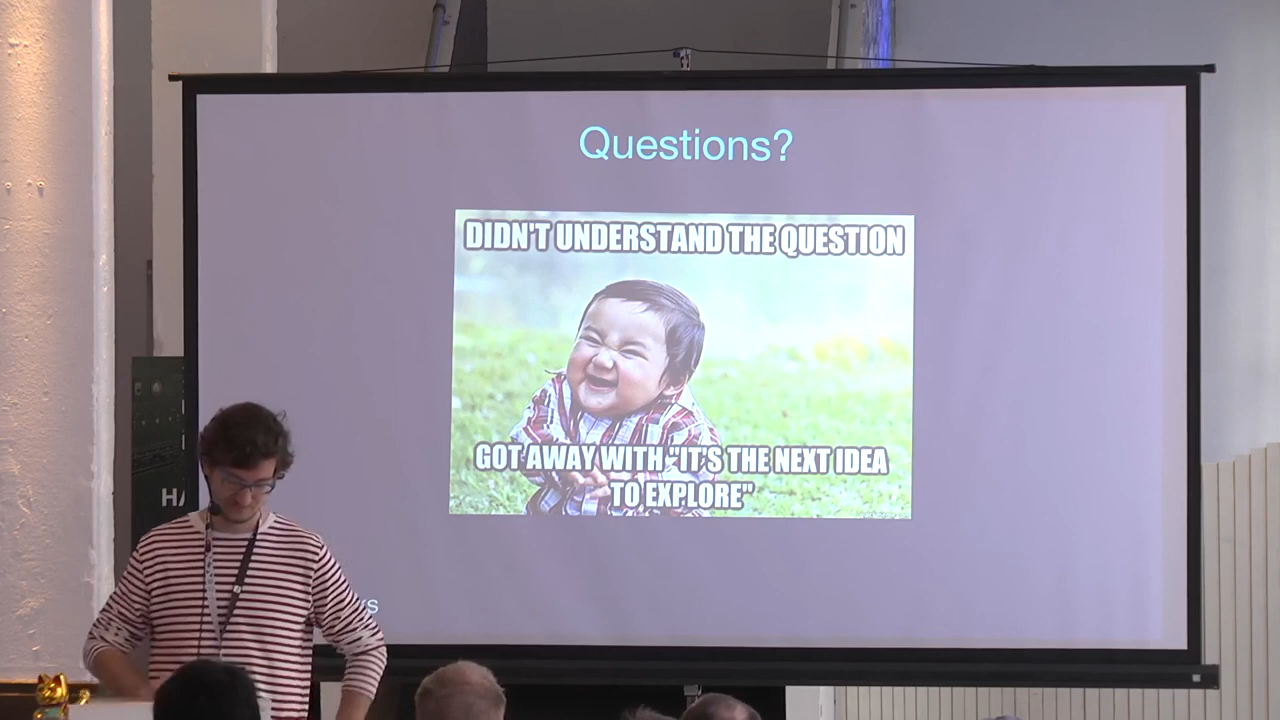 Questions?
DIDN'T UNDERSTAND THE QUESTION
GOT AWAY WITH "IT'S THE NEXT IDEA
TO EXPLORE"